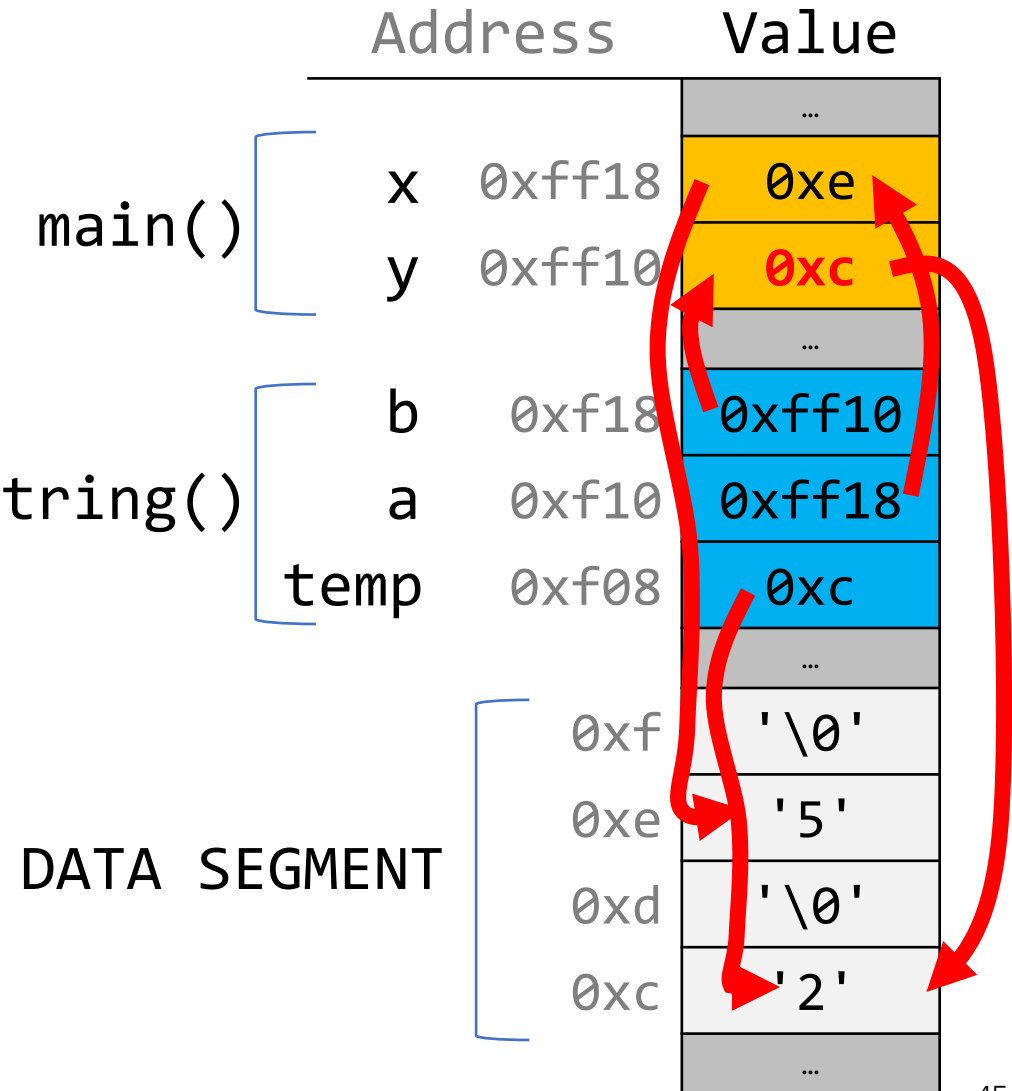 Address Value
…
x 0xff18 0xe
main()
y 0xff10 0xc
…
b 0xf18 0xff10
tring() a 0xf10 0xff18
temp 0xf08 0xc
…
0xf '\0'
0xe '5'
DATA SEGMENT
0xd '\0'
0xc '2'
…